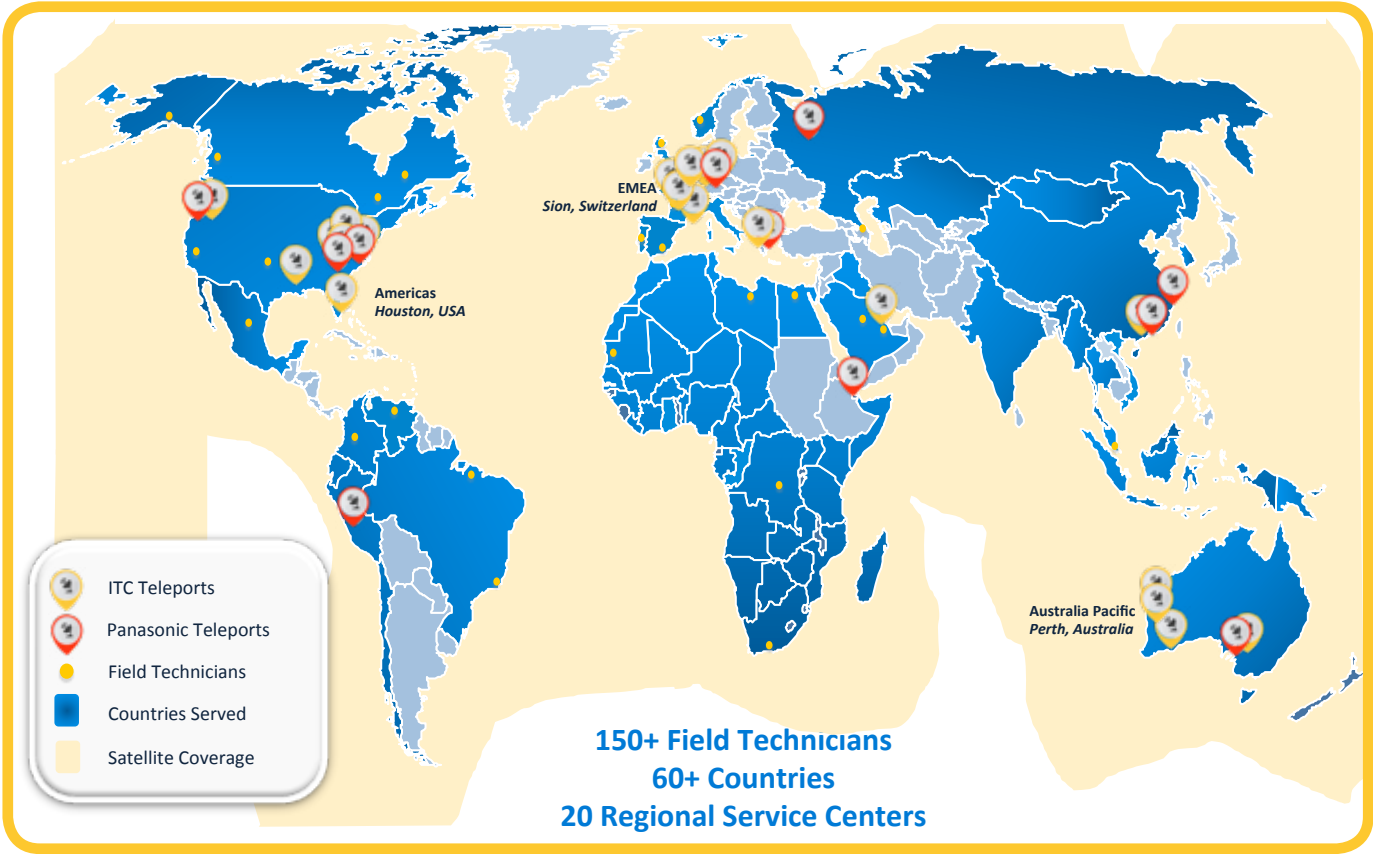 EMEA
Sion, Switzerland
Americas
Houston, USA
Australia Pacific
Perth, Australia
ITC Teleports
Panasonic Teleports
Field Technicians
Countries Served
Satellite Coverage
150+ Field Technicians
60+ Countries
20 Regional Service Centers